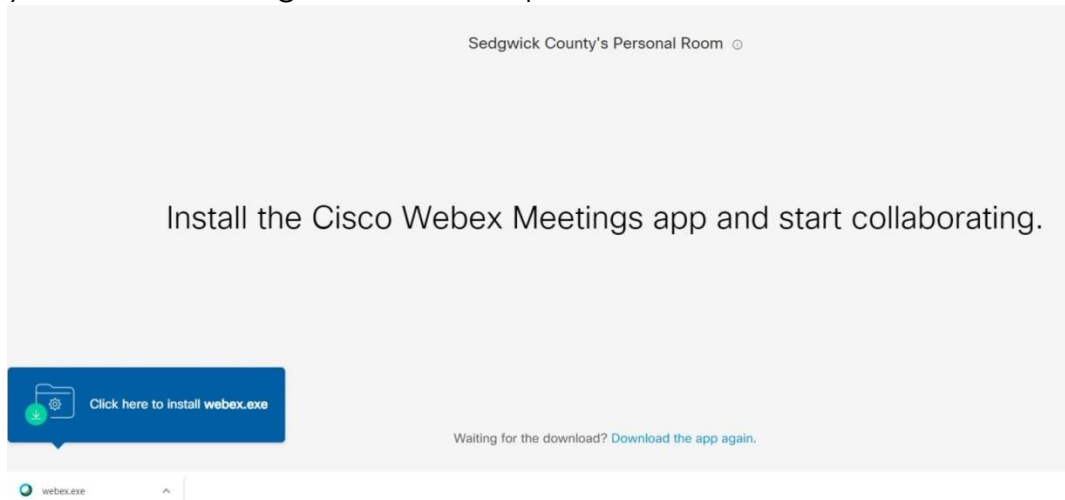 Sedgwick County's Personal Room
Install the Cisco Webex Meetings app and start collaborating.
Click here to install webex.exe
Waiting for the download? Download the app again.
webex.exe